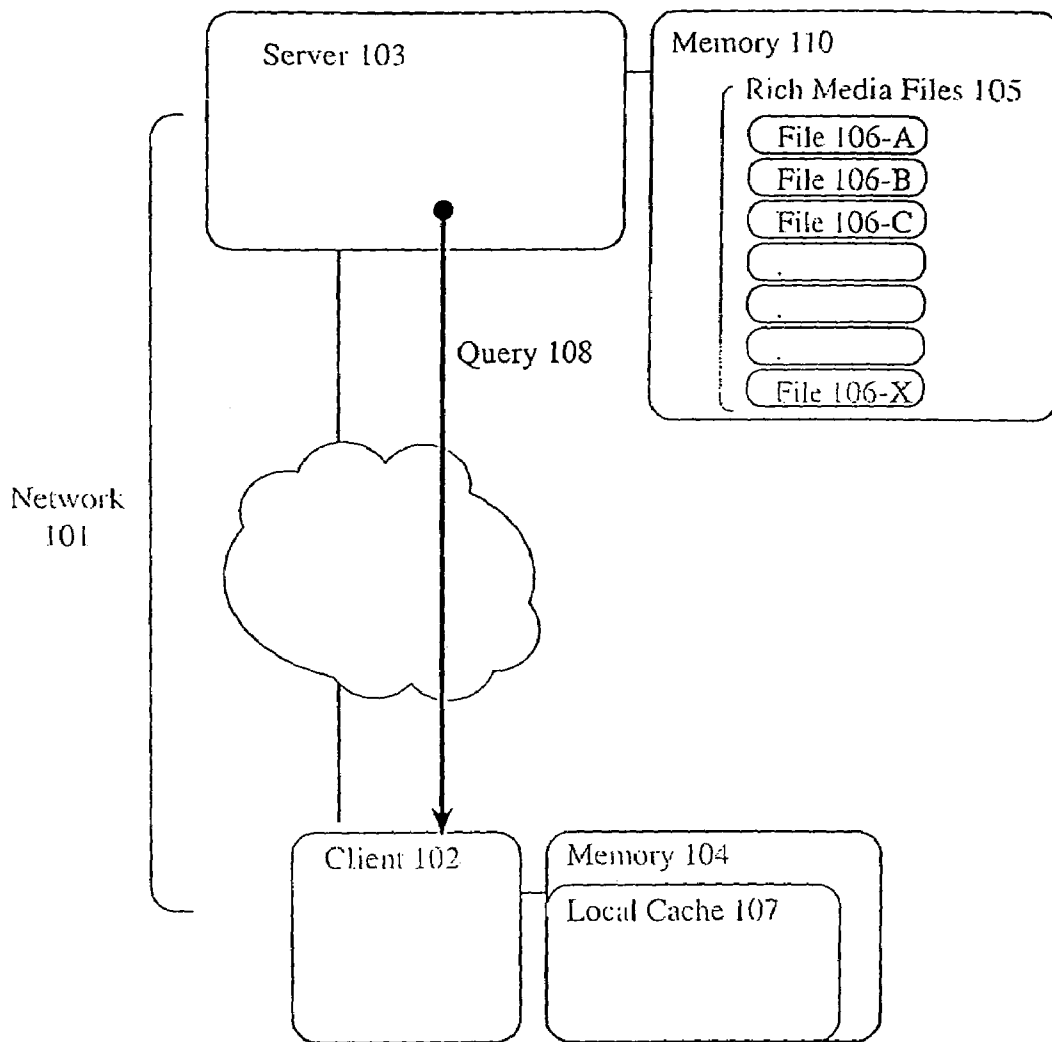 Server 103
Memory 110
Rich Media Files 105
File 106-A
File 106-B
File 106-C
.
.
.
File 106-X
Query 108
Network
101
Client 102
Memory 104
Local Cache 107